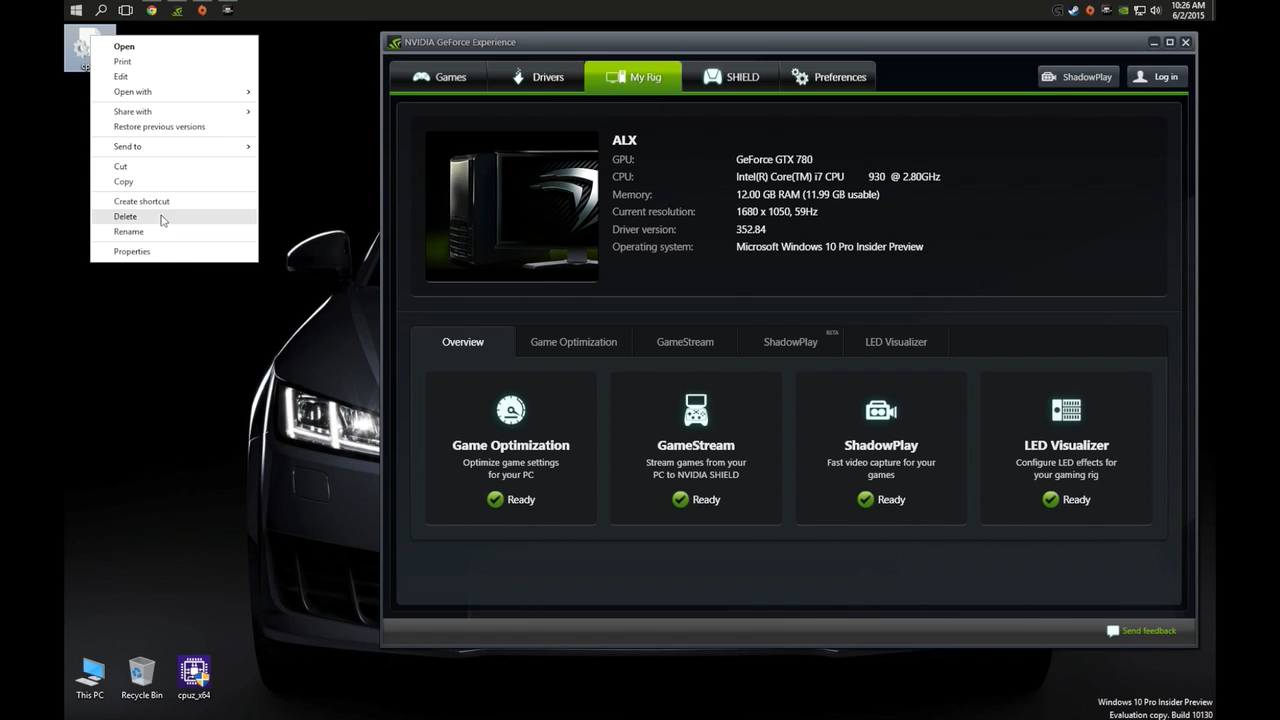 10:26 AM
6/2/2015
Open
Print
Edit
Open with
Share with
Restore previous versions
Send to
Cut
Copy
Create shortcut
Delete
Rename
Properties
NVIDIA GeForce Experience
Games
Drivers
My Rig
SHIELD
Preferences
ShadowPlay
Log in
ALX
GPU: GeForce GTX 780
CPU: Intel(R) Core(TM) i7 CPU 930 @ 2.80GHz
Memory: 12.00 GB RAM (11.99 GB usable)
Current resolution: 1680 x 1050, 59Hz
Driver version: 352.84
Operating system: Microsoft Windows 10 Pro Insider Preview
Overview
Game Optimization
GameStream
ShadowPlay BETA
LED Visualizer
Game Optimization
Optimize game settings
for your PC
Ready
GameStream
Stream games from your
PC to NVIDIA SHIELD
Ready
ShadowPlay
Fast video capture for your
games
Ready
LED Visualizer
Configure LED effects for
your gaming rig
Ready
Send feedback
This PC
Recycle Bin
cpuz_x64
Windows 10 Pro Insider Preview
Evaluation copy. Build 10130